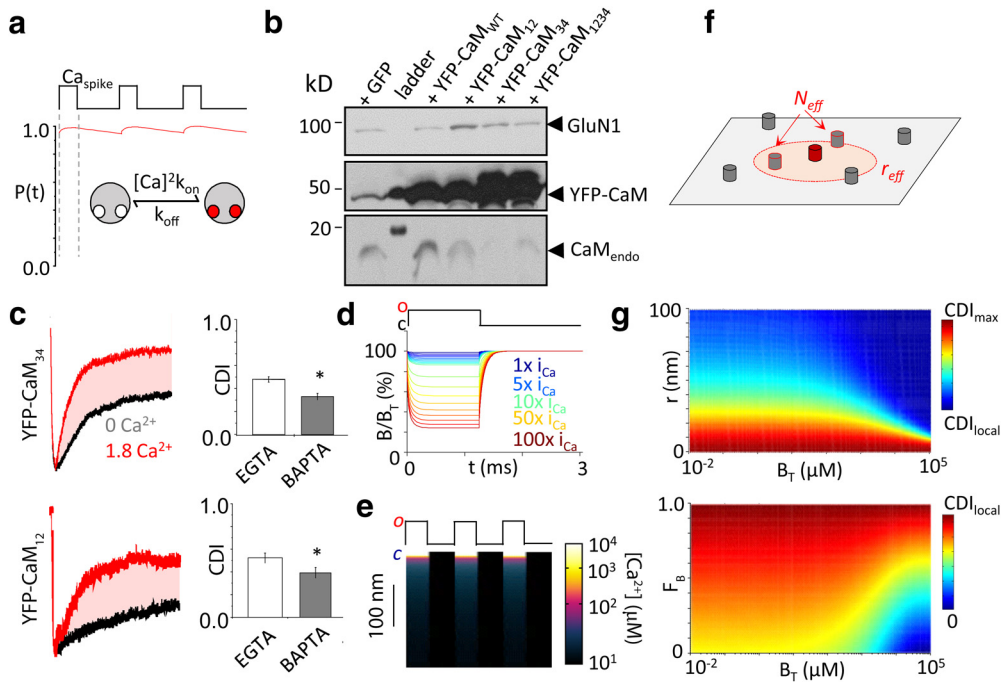 a
Ca_spike
1.0
P(t)
0.0
[Ca]²k_on
k_off
b
kD
+ GFP
ladder
+ YFP-CaM_WT
+ YFP-CaM_12
+ YFP-CaM_34
+ YFP-CaM_1234
100
GluN1
50
YFP-CaM
20
CaM_endo
f
N_eff
r_eff
c
YFP-CaM_34
0 Ca²⁺
1.8 Ca²⁺
1.0
CDI
0.0
*
EGTA
BAPTA
YFP-CaM_12
1.0
CDI
0.0
*
EGTA
BAPTA
d
o
c
100
B/B_T (%)
0
1x i_Ca
5x i_Ca
10x i_Ca
50x i_Ca
100x i_Ca
0
t (ms)
3
e
o
c
100 nm
10⁴
10³
10²
10¹
[Ca²⁺] (µM)
g
100
r (nm)
0
10⁻²
B_T (µM)
10⁵
CDI_max
CDI_local
1.0
F_B
0.0
10⁻²
B_T (µM)
10⁵
CDI_local
0